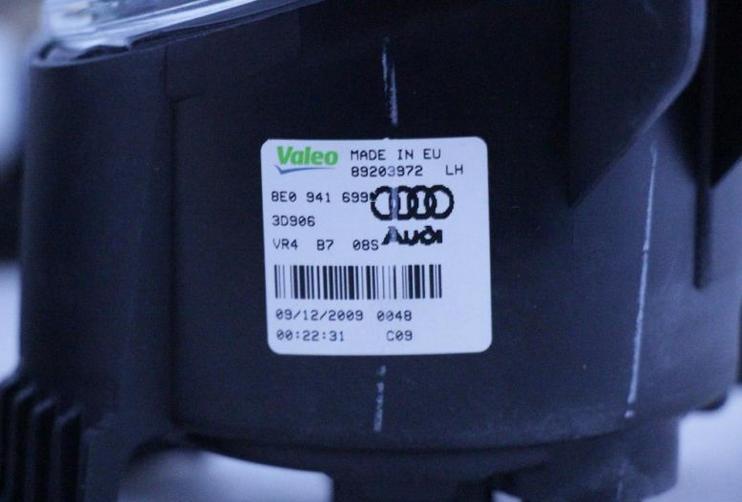 Valeo MADE IN EU
89203972 LH
8E0 941 699
3D906
VR4 B7 08S Audi
09/12/2009 0048
00:22:31 C09